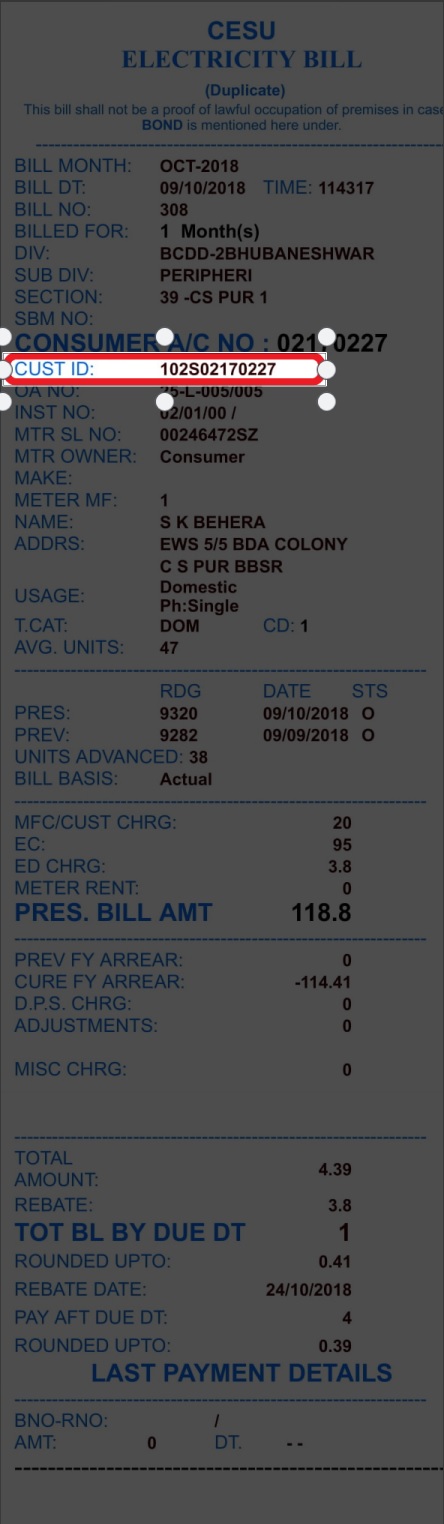 CESU
ELECTRICITY BILL
(Duplicate)
This bill shall not be a proof of lawful occupation of premises in case
BOND is mentioned here under.
BILL MONTH: OCT-2018
BILL DT: 09/10/2018 TIME: 114317
BILL NO: 308
BILLED FOR: 1 Month(s)
DIV: BCDD-2BHUBANESHWAR
SUB DIV: PERIPHERI
SECTION: 39 -CS PUR 1
SBM NO:
CONSUMER A/C NO : 02170227
CUST ID: 102S02170227
OA NO: 25-L-005/005
INST NO: 02/01/00 /
MTR SL NO: 00246472SZ
MTR OWNER: Consumer
MAKE:
METER MF: 1
NAME: S K BEHERA
ADDRS: EWS 5/5 BDA COLONY
C S PUR BBSR
USAGE: Domestic
Ph:Single
T.CAT: DOM CD: 1
AVG. UNITS: 47
RDG DATE STS
PRES: 9320 09/10/2018 O
PREV: 9282 09/09/2018 O
UNITS ADVANCED: 38
BILL BASIS: Actual
MFC/CUST CHRG: 20
EC: 95
ED CHRG: 3.8
METER RENT: 0
PRES. BILL AMT 118.8
PREV FY ARREAR: 0
CURE FY ARREAR: -114.41
D.P.S. CHRG: 0
ADJUSTMENTS: 0
MISC CHRG: 0
TOTAL
AMOUNT: 4.39
REBATE: 3.8
TOT BL BY DUE DT 1
ROUNDED UPTO: 0.41
REBATE DATE: 24/10/2018
PAY AFT DUE DT: 4
ROUNDED UPTO: 0.39
LAST PAYMENT DETAILS
BNO-RNO: /
AMT: 0 DT. - -